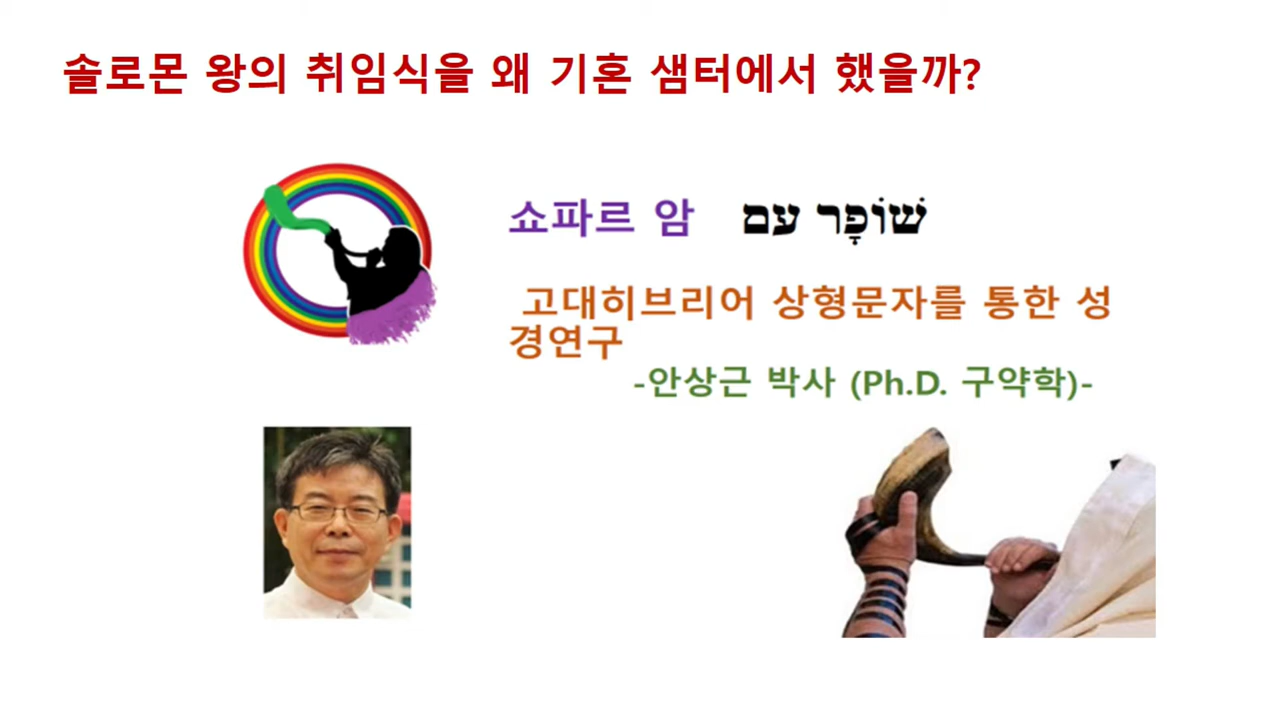 솔로몬 왕의 취임식을 왜 기혼 샘터에서 했을까?
쇼파르 암 שׁוֹפָר עם
고대히브리어 상형문자를 통한 성
경연구
-안상근 박사 (Ph.D. 구약학)-